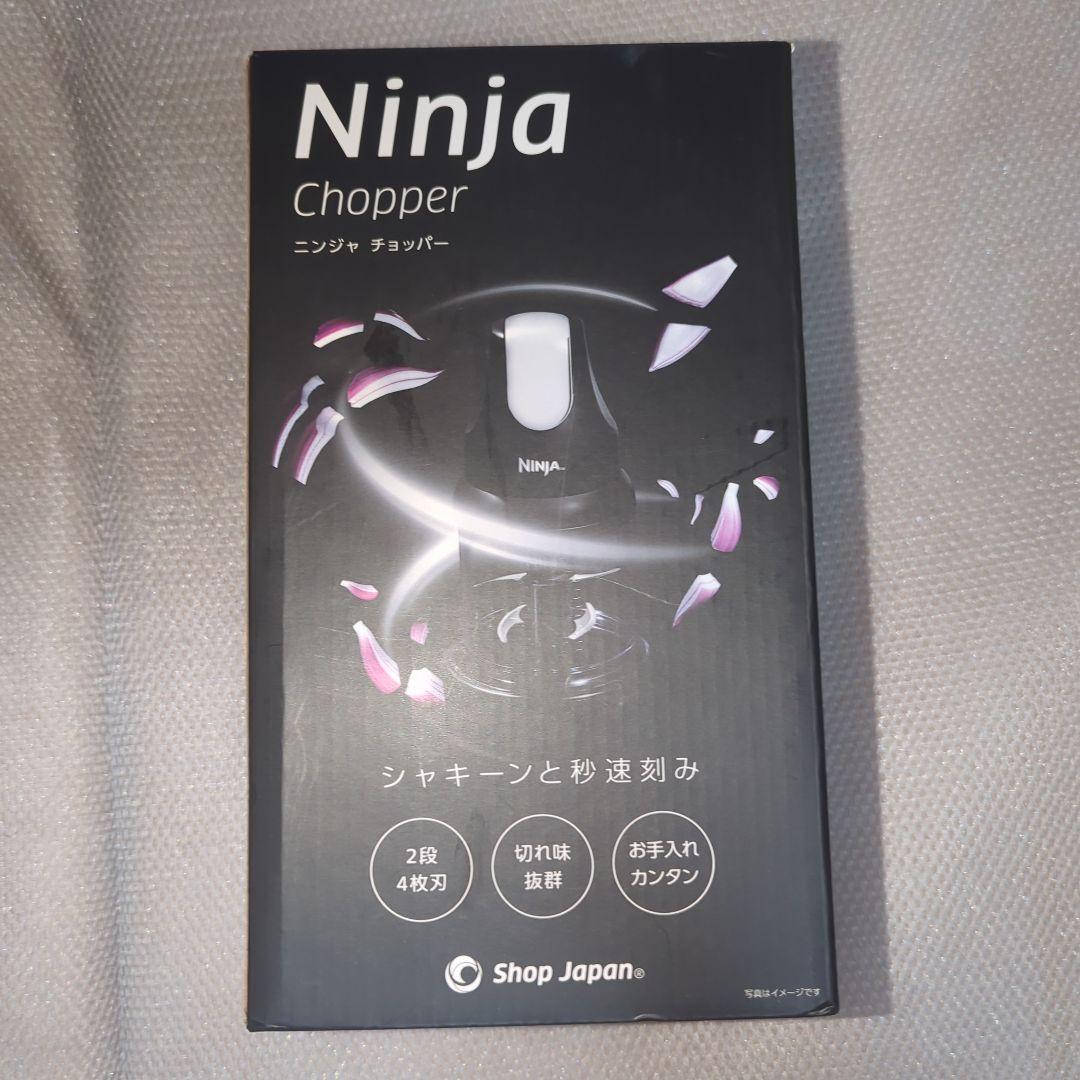 Ninja
Chopper
ニンジャ チョッパー
NINJA
シャキーンと秒速刻み
2段
4枚刃
切れ味
抜群
お手入れ
カンタン
Shop Japan®
写真はイメージです